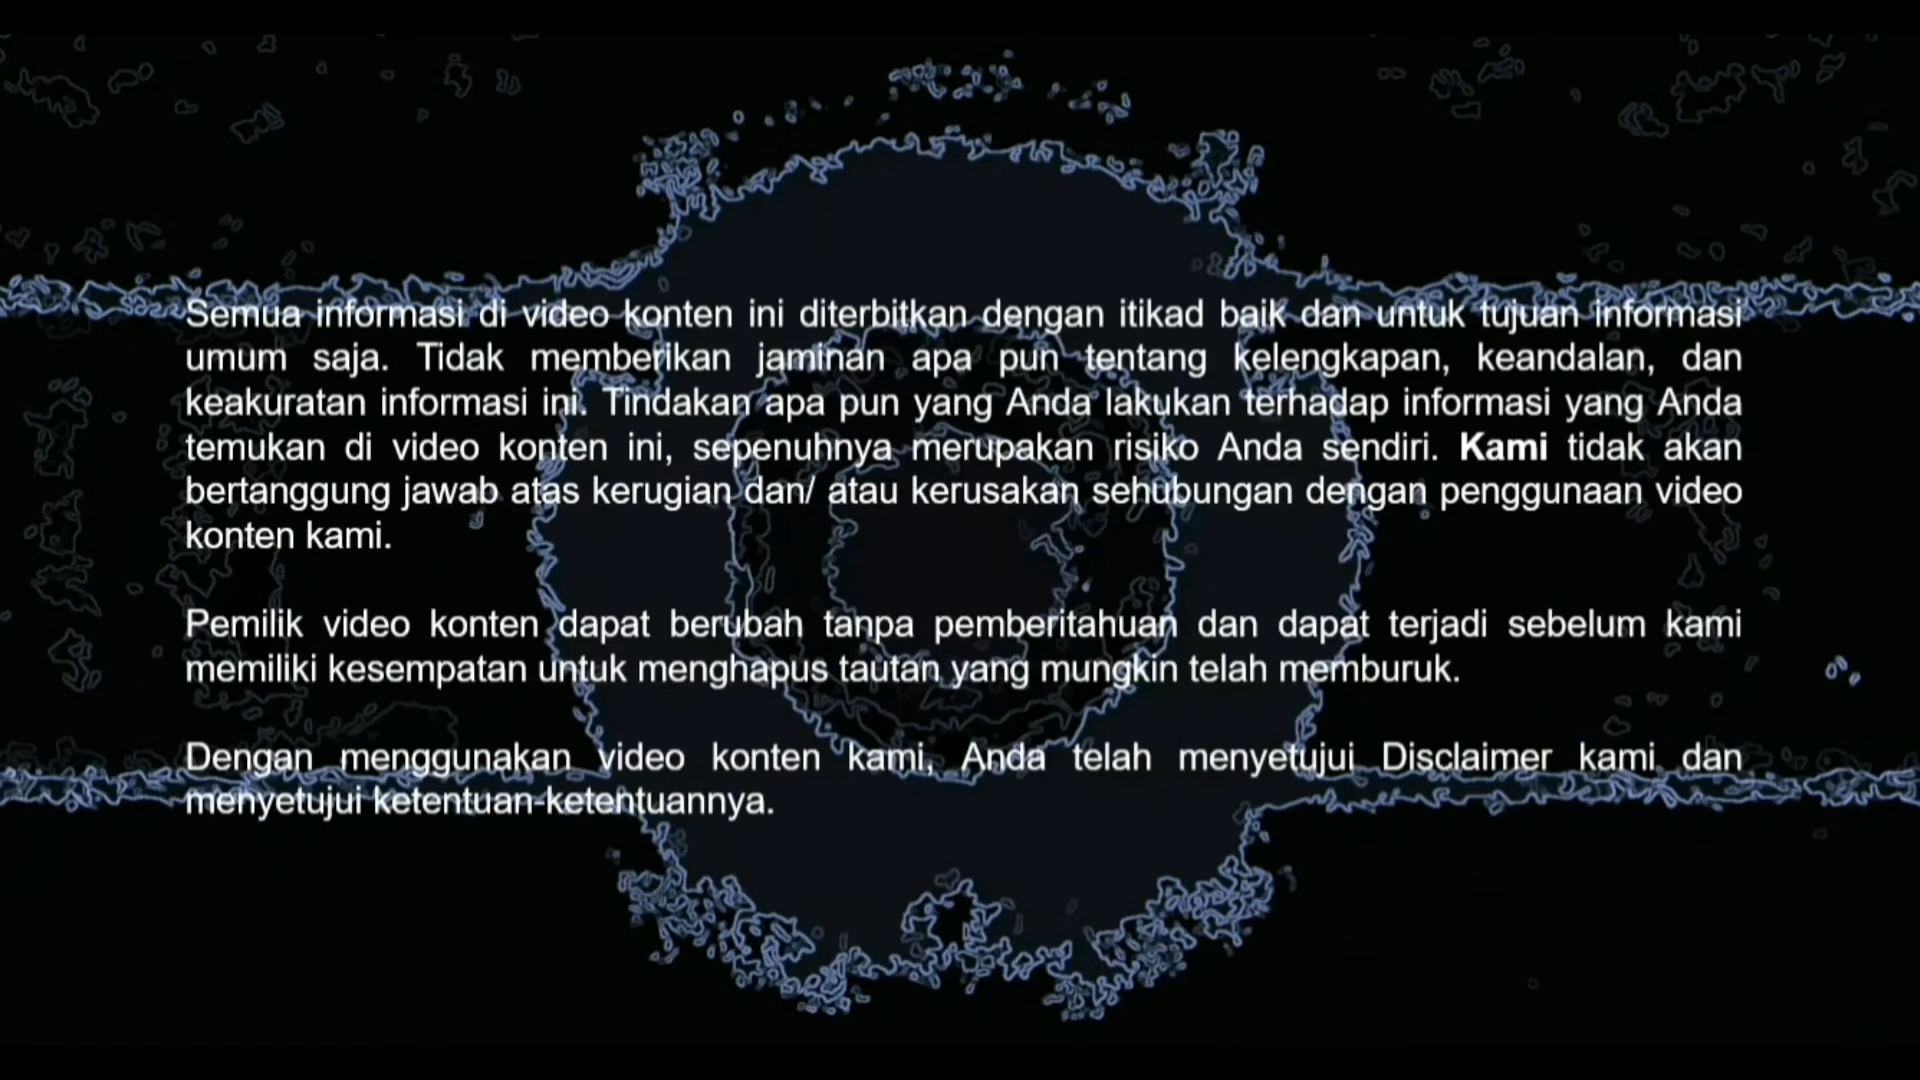 Semua informasi di video konten ini diterbitkan dengan itikad baik dan untuk tujuan informasi
umum saja. Tidak memberikan jaminan apa pun tentang kelengkapan, keandalan, dan
keakuratan informasi ini. Tindakan apa pun yang Anda lakukan terhadap informasi yang Anda
temukan di video konten ini, sepenuhnya merupakan risiko Anda sendiri. Kami tidak akan
bertanggung jawab atas kerugian dan/ atau kerusakan sehubungan dengan penggunaan video
konten kami.
Pemilik video konten dapat berubah tanpa pemberitahuan dan dapat terjadi sebelum kami
memiliki kesempatan untuk menghapus tautan yang mungkin telah memburuk.
Dengan menggunakan video konten kami, Anda telah menyetujui Disclaimer kami dan
menyetujui ketentuan-ketentuannya.